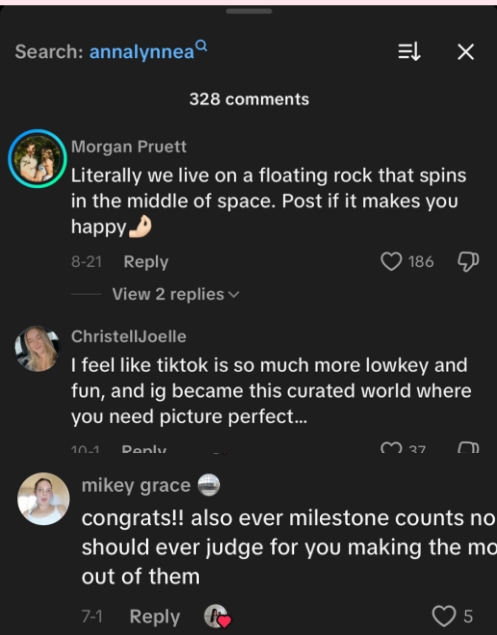 Search: annalynnea
328 comments
Morgan Pruett
Literally we live on a floating rock that spins
in the middle of space. Post if it makes you
happy👌🏻
8-21 Reply 186
View 2 replies
ChristellJoelle
I feel like tiktok is so much more lowkey and
fun, and ig became this curated world where
you need picture perfect...
10-1 Reply 37
mikey grace
congrats!! also ever milestone counts no
should ever judge for you making the mo
out of them
7-1 Reply 5